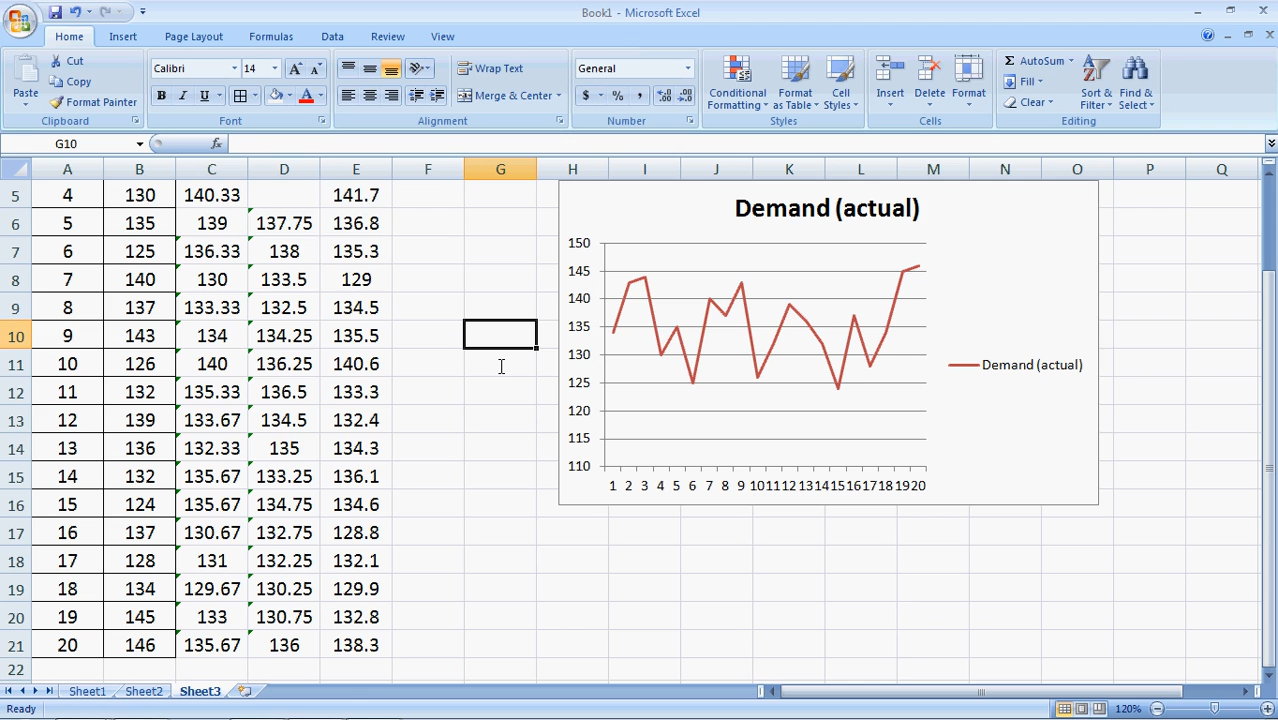 Book1 - Microsoft Excel
Home Insert Page Layout Formulas Data Review View
Paste
Cut
Copy
Format Painter
Clipboard
Calibri 14
A A
B I U A
Font
Wrap Text
Merge & Center
Alignment
General
$ % , .0 .00 .00 .0
Number
Conditional Formatting
Format as Table
Cell Styles
Styles
Insert Delete Format
Cells
Σ AutoSum
Fill
Clear
Sort & Filter
Find & Select
Editing
G10 fx
A B C D E F G H I J K L M N O P Q
5 4 130 140.33 141.7
6 5 135 139 137.75 136.8
7 6 125 136.33 138 135.3
8 7 140 130 133.5 129
9 8 137 133.33 132.5 134.5
10 9 143 134 134.25 135.5
11 10 126 140 136.25 140.6
12 11 132 135.33 136.5 133.3
13 12 139 133.67 134.5 132.4
14 13 136 132.33 135 134.3
15 14 132 135.67 133.25 136.1
16 15 124 135.67 134.75 134.6
17 16 137 130.67 132.75 128.8
18 17 128 131 132.25 132.1
19 18 134 129.67 130.25 129.9
20 19 145 133 130.75 132.8
21 20 146 135.67 136 138.3
22
Demand (actual)
150
145
140
135
130
125
120
115
110
1 2 3 4 5 6 7 8 9 10 11 12 13 14 15 16 17 18 19 20
Demand (actual)
Sheet1 Sheet2 Sheet3
Ready 120%